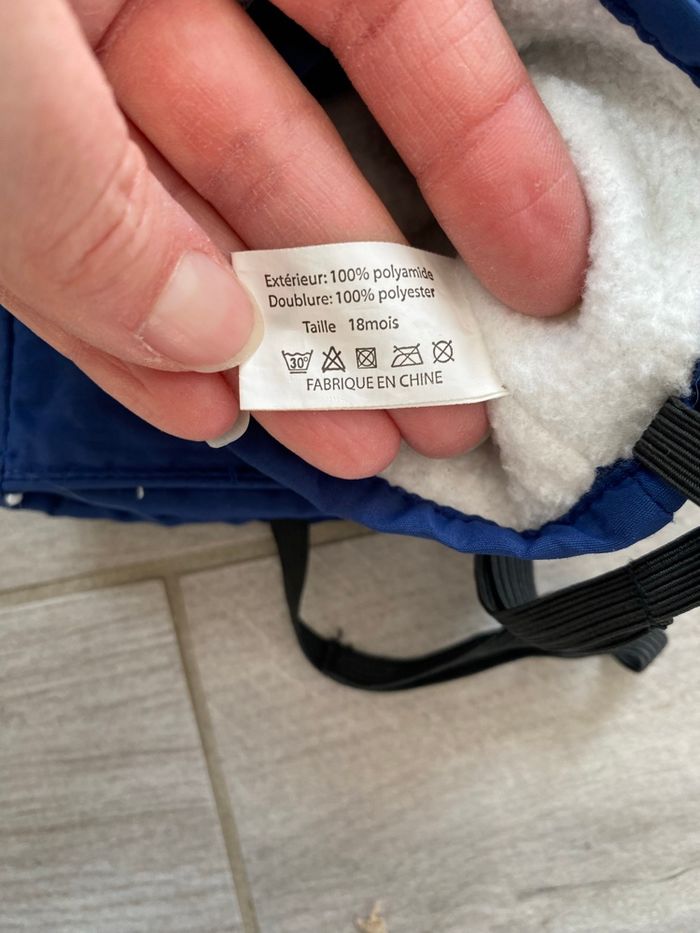 Extérieur: 100% polyamide
Doublure: 100% polyester
Taille 18mois
30°
FABRIQUE EN CHINE